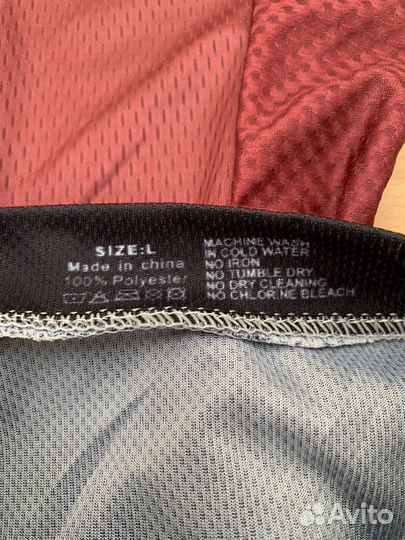 SIZE:L
Made in china
100% Polyester
MACHINE WASH
IN COLD WATER
NO IRON
NO TUMBLE DRY
NO DRY CLEANING
NO CHLORINE BLEACH
Avito